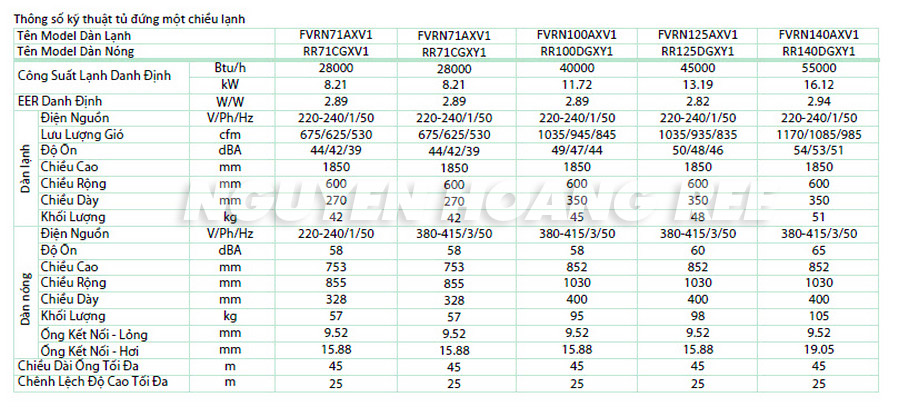 Thông số kỹ thuật tủ đứng một chiều lạnh
Tên Model Dàn Lạnh FVRN71AXV1 FVRN71AXV1 FVRN100AXV1 FVRN125AXV1 FVRN140AXV1
Tên Model Dàn Nóng RR71CGXV1 RR71CGXY1 RR100DGXY1 RR125DGXY1 RR140DGXY1
Công Suất Lạnh Danh Định Btu/h 28000 28000 40000 45000 55000
kW 8.21 8.21 11.72 13.19 16.12
EER Danh Định W/W 2.89 2.89 2.89 2.82 2.94
Dàn lạnh
Điện Nguồn V/Ph/Hz 220-240/1/50 220-240/1/50 220-240/1/50 220-240/1/50 220-240/1/50
Lưu Lượng Gió cfm 675/625/530 675/625/530 1035/945/845 1035/935/835 1170/1085/985
Độ Ồn dBA 44/42/39 44/42/39 49/47/44 50/48/46 54/53/51
Chiều Cao mm 1850 1850 1850 1850 1850
Chiều Rộng mm 600 600 600 600 600
Chiều Dày mm 270 270 350 350 350
NGUYEN HOANG LEE
Khối Lượng kg 42 42 45 48 51
Dàn nóng
Điện Nguồn V/Ph/Hz 220-240/1/50 380-415/3/50 380-415/3/50 380-415/3/50 380-415/3/50
Độ Ồn dBA 58 58 58 60 65
Chiều Cao mm 753 753 852 852 852
Chiều Rộng mm 855 855 1030 1030 1030
Chiều Dày mm 328 328 400 400 400
Khối Lượng kg 57 57 95 98 105
Ống Kết Nối - Lỏng mm 9.52 9.52 9.52 9.52 9.52
Ống Kết Nối - Hơi mm 15.88 15.88 15.88 15.88 19.05
Chiều Dài Ống Tối Đa m 45 45 45 45 45
Chênh Lệch Độ Cao Tối Đa m 25 25 25 25 25